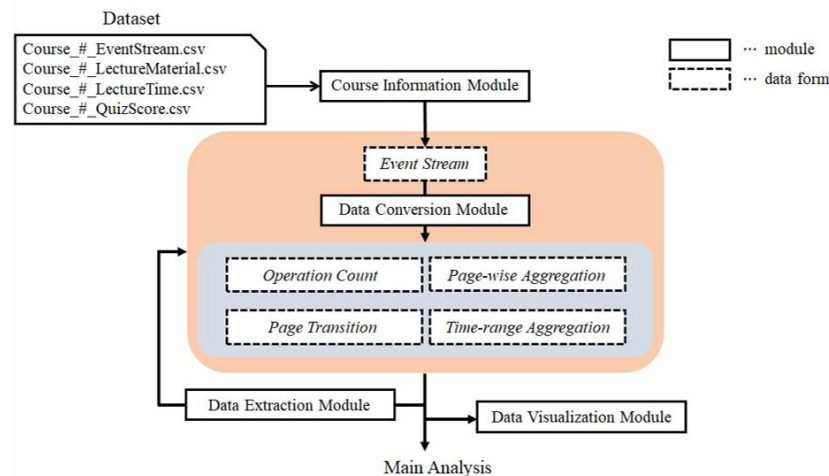 Dataset
Course_#_EventStream.csv
Course_#_LectureMaterial.csv
Course_#_LectureTime.csv
Course_#_QuizScore.csv
… module
… data form
Course Information Module
Event Stream
Data Conversion Module
Operation Count
Page-wise Aggregation
Page Transition
Time-range Aggregation
Data Extraction Module
Data Visualization Module
Main Analysis